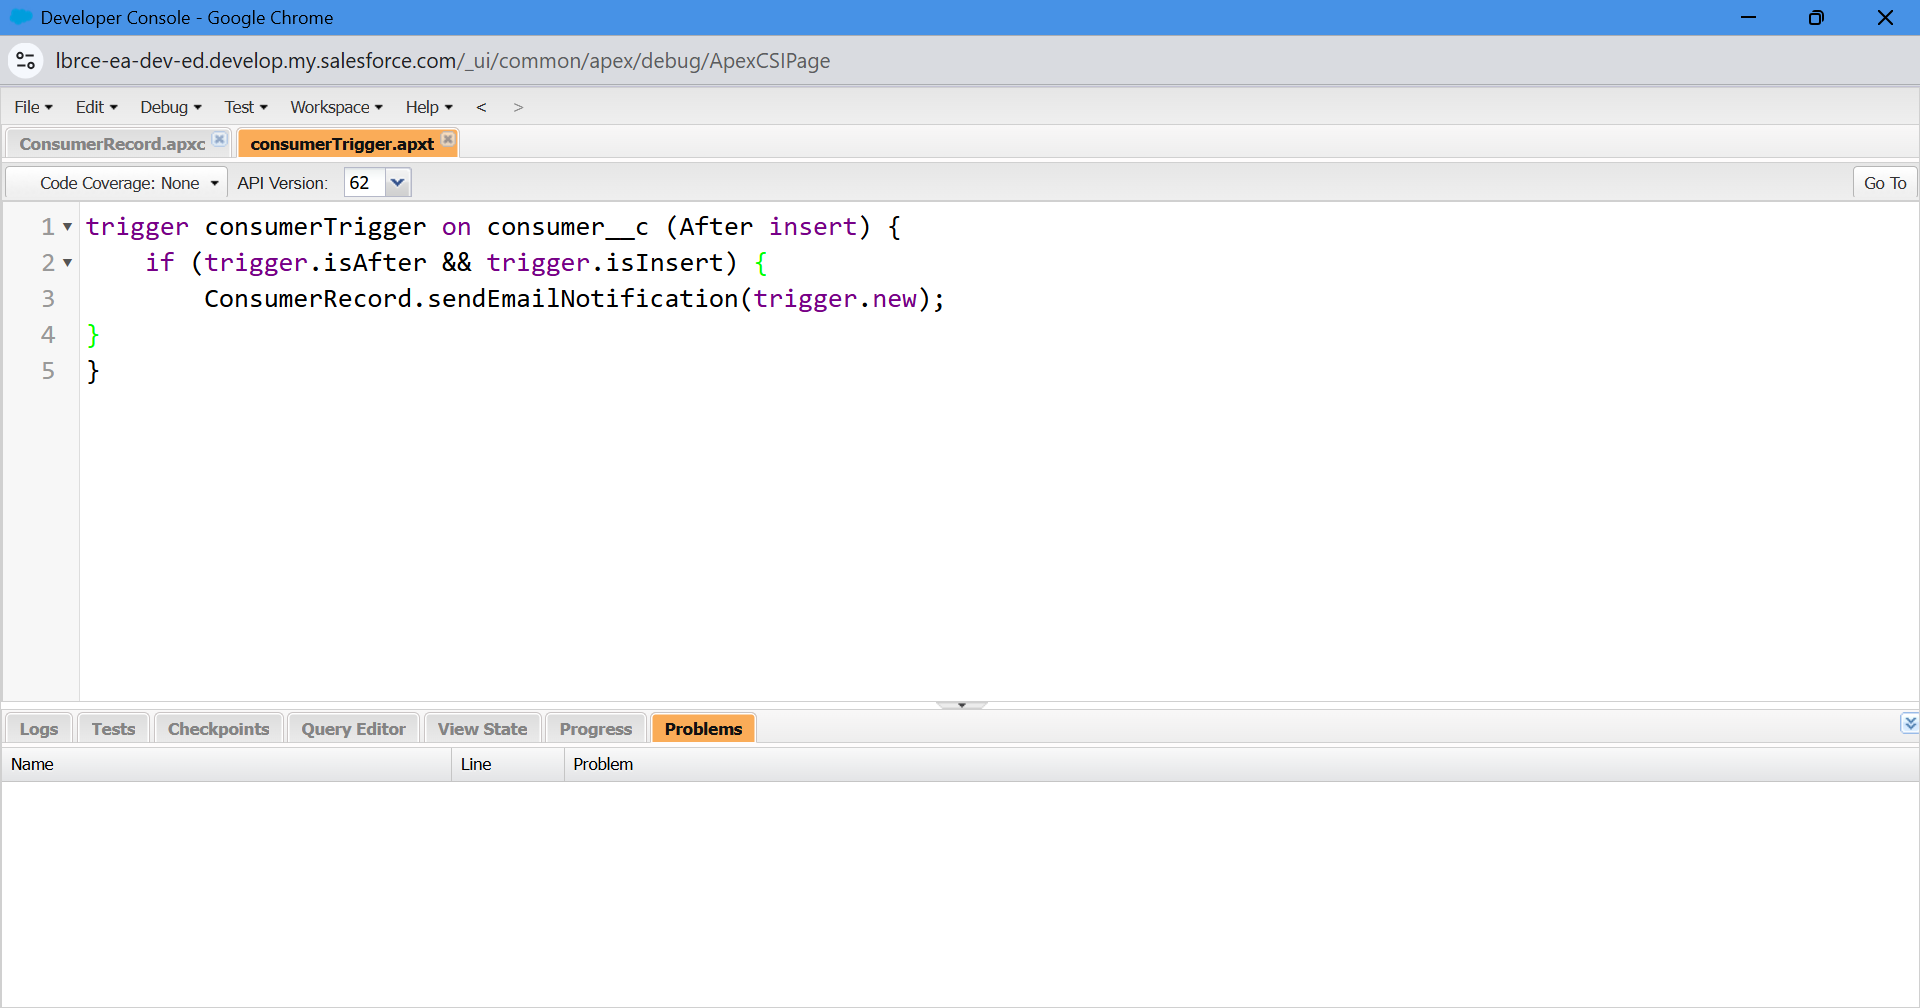 Developer Console - Google Chrome
lbrce-ea-dev-ed.develop.my.salesforce.com/_ui/common/apex/debug/ApexCSIPage
File Edit Debug Test Workspace Help < >
ConsumerRecord.apxc consumerTrigger.apxt
Code Coverage: None API Version: 62 Go To
1 trigger consumerTrigger on consumer__c (After insert) {
2 if (trigger.isAfter && trigger.isInsert) {
3 ConsumerRecord.sendEmailNotification(trigger.new);
4 }
5 }
Logs Tests Checkpoints Query Editor View State Progress Problems
Name Line Problem